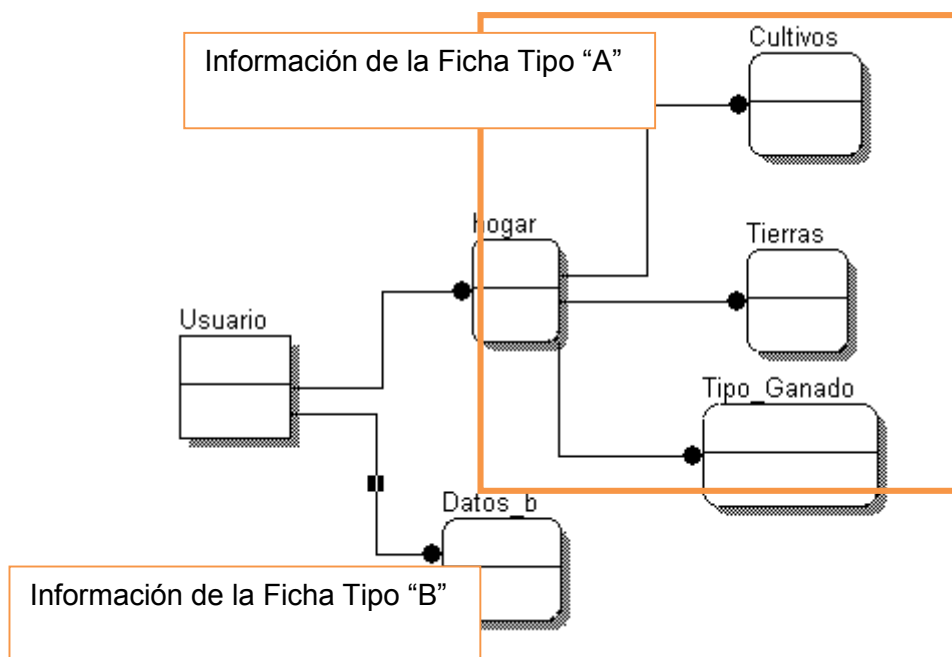 Cultivos
Información de la Ficha Tipo “A”
hogar
Tierras
Usuario
Tipo_Ganado
Datos_b
Información de la Ficha Tipo “B”